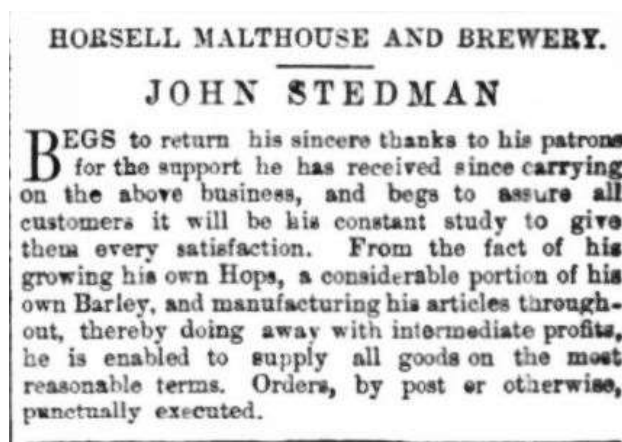 HORSELL MALTHOUSE AND BREWERY.
JOHN STEDMAN
BEGS to return his sincere thanks to his patrons
for the support he has received since carrying
on the above business, and begs to assure all
customers it will be his constant study to give
them every satisfaction. From the fact of his
growing his own Hops, a considerable portion of his
own Barley, and manufacturing his articles through-
out, thereby doing away with intermediate profits,
he is enabled to supply all goods on the most
reasonable terms. Orders, by post or otherwise,
punctually executed.